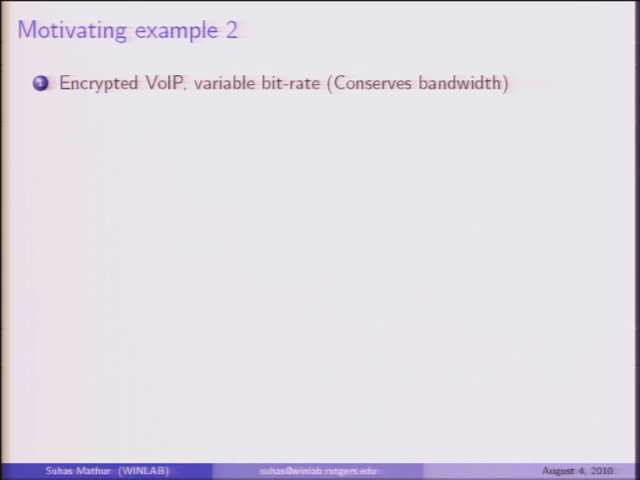 Motivating example 2
1 Encrypted VoIP, variable bit-rate (Conserves bandwidth)
Suhas Mathur (WINLAB) suhas@winlab.rutgers.edu August 4, 2010